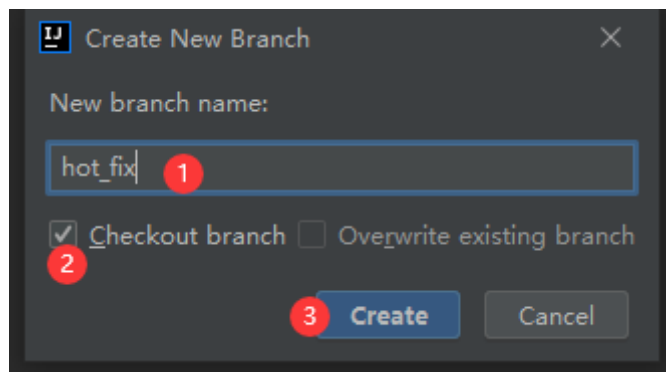 IJ Create New Branch
New branch name:
hot_fix 1
Checkout branch Overwrite existing branch
2
3 Create Cancel